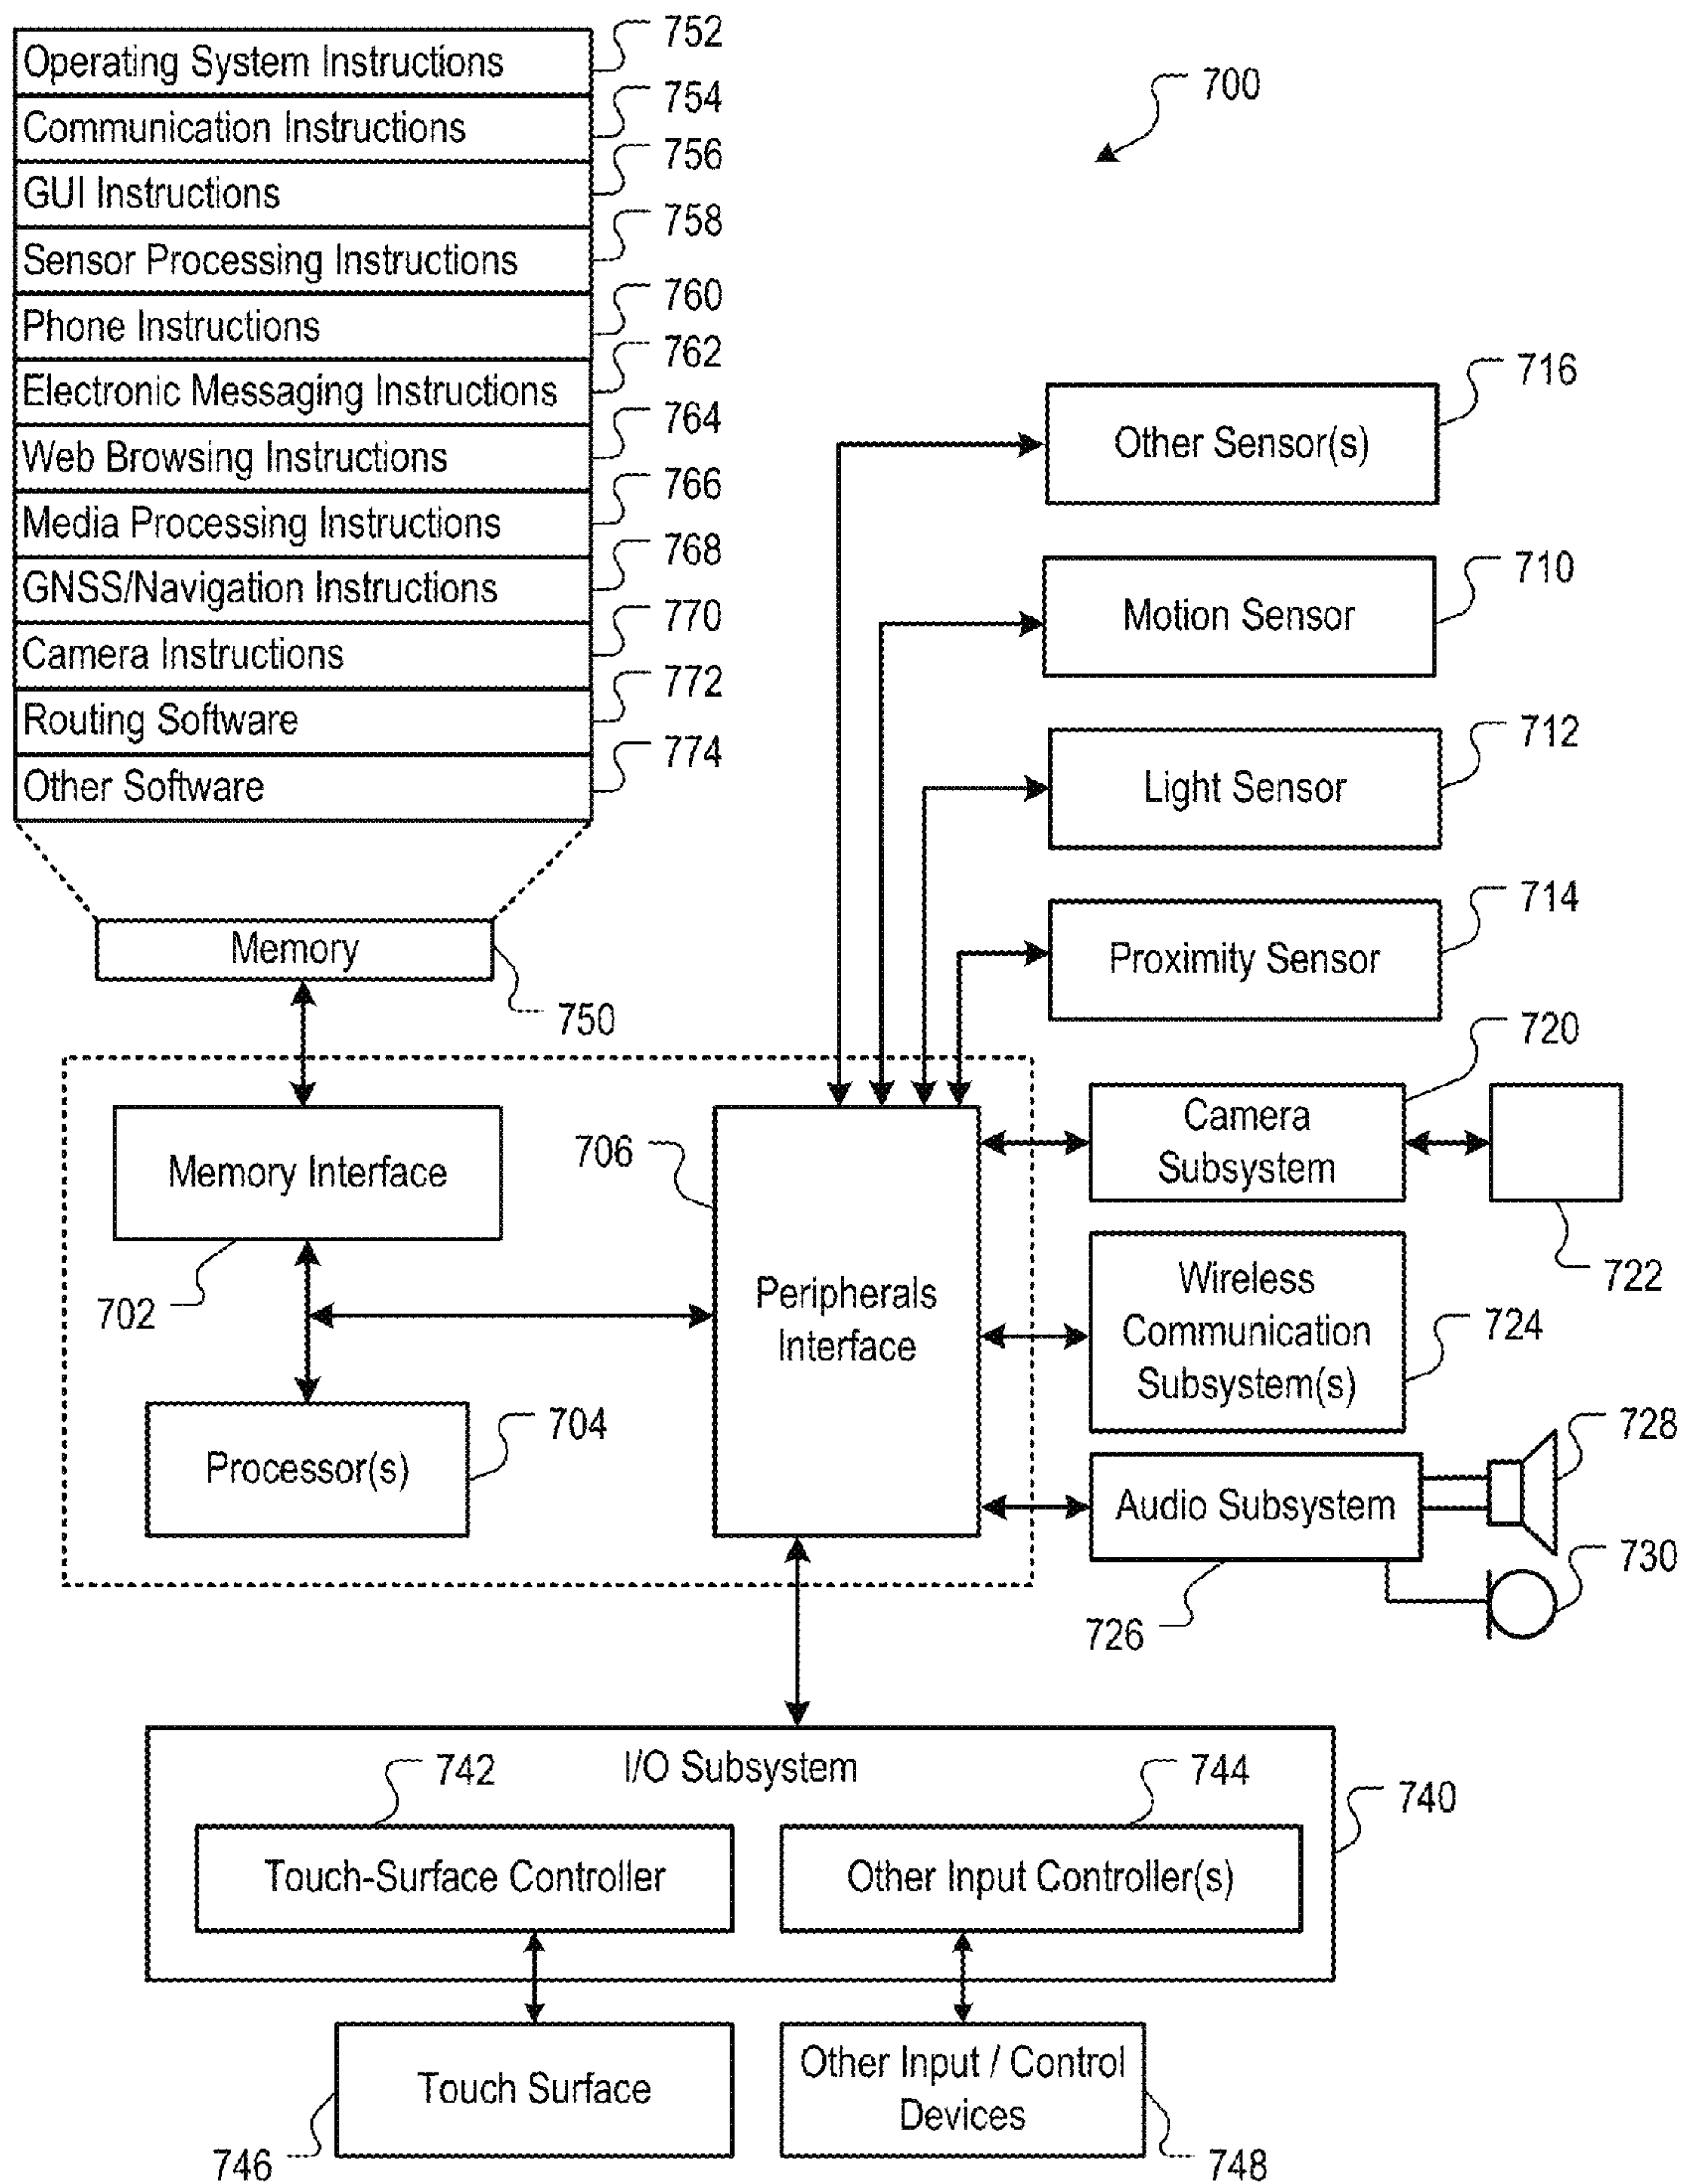 752
Operating System Instructions
754
Communication Instructions
756
GUI Instructions
758
Sensor Processing Instructions
760
Phone Instructions
762
Electronic Messaging Instructions
764
Web Browsing Instructions
766
Media Processing Instructions
768
GNSS/Navigation Instructions
770
Camera Instructions
772
Routing Software
774
Other Software
Memory
750
700
716
Other Sensor(s)
710
Motion Sensor
712
Light Sensor
714
Proximity Sensor
720
Camera
Subsystem
722
Memory Interface
702
706
Peripherals
Interface
Wireless
Communication
Subsystem(s)
724
704
Processor(s)
728
Audio Subsystem
726
730
I/O Subsystem
742
744
740
Touch-Surface Controller
Other Input Controller(s)
Touch Surface
746
Other Input / Control
Devices
748